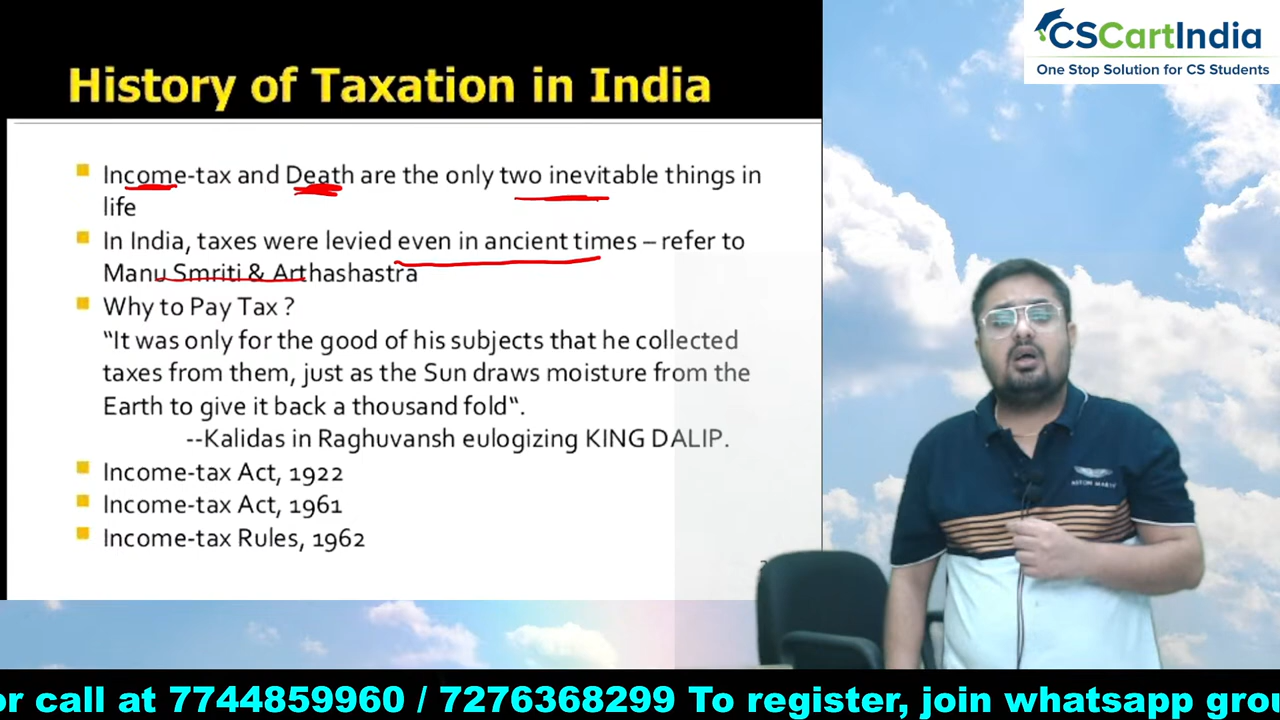 CSCartIndia
One Stop Solution for CS Students
History of Taxation in India
Income-tax and Death are the only two inevitable things in
life
In India, taxes were levied even in ancient times – refer to
Manu Smriti & Arthashastra
Why to Pay Tax ?
“It was only for the good of his subjects that he collected
taxes from them, just as the Sun draws moisture from the
Earth to give it back a thousand fold“.
--Kalidas in Raghuvansh eulogizing KING DALIP.
Income-tax Act, 1922
Income-tax Act, 1961
Income-tax Rules, 1962
ASTON MARTIN
or call at 7744859960 / 7276368299 To register, join whatsapp grou